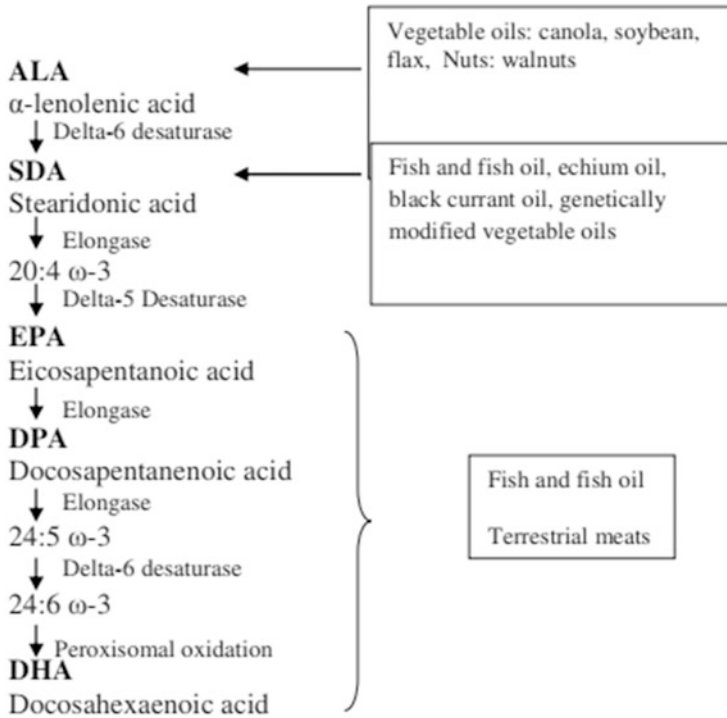 Vegetable oils: canola, soybean,
flax, Nuts: walnuts
ALA
α-lenolenic acid
Delta-6 desaturase
SDA
Stearidonic acid
Fish and fish oil, echium oil,
black currant oil, genetically
modified vegetable oils
Elongase
20:4 ω-3
Delta-5 Desaturase
EPA
Eicosapentanoic acid
Elongase
DPA
Docosapentanenoic acid
Elongase
24:5 ω-3
Delta-6 desaturase
24:6 ω-3
Peroxisomal oxidation
DHA
Docosahexaenoic acid
Fish and fish oil
Terrestrial meats